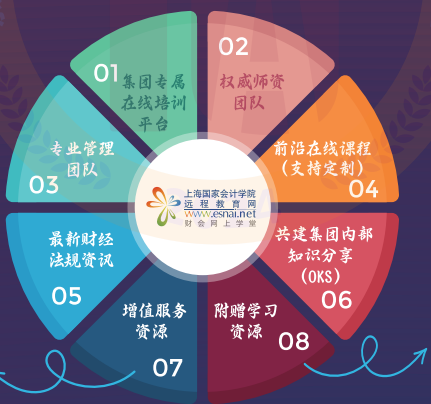 01
集团专属
在线培训
平台
02
权威师资
团队
专业管理
团队
03
前沿在线课程
(支持定制)
04
上海国家会计学院
远程教育网
www.esnai.net
财会网上学堂
最新财经
法规资讯
05
共建集团内部
知识分享
(OKS)
06
增值服务
资源
07
附赠学习
资源
08